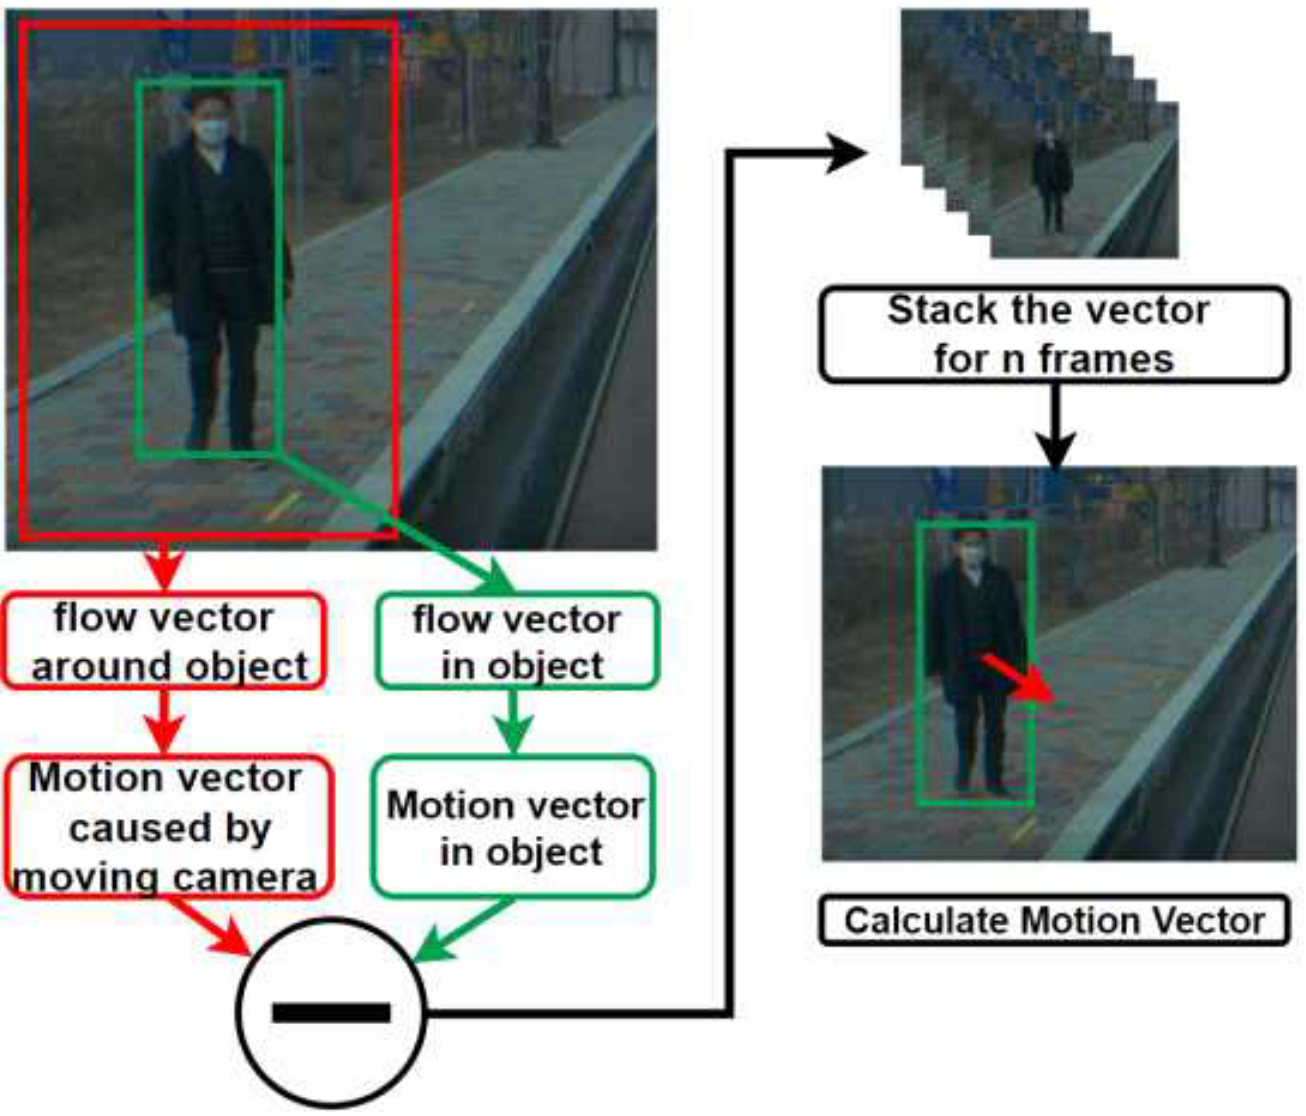 flow vector
around object
flow vector
in object
Motion vector
caused by
moving camera
Motion vector
in object
Stack the vector
for n frames
Calculate Motion Vector